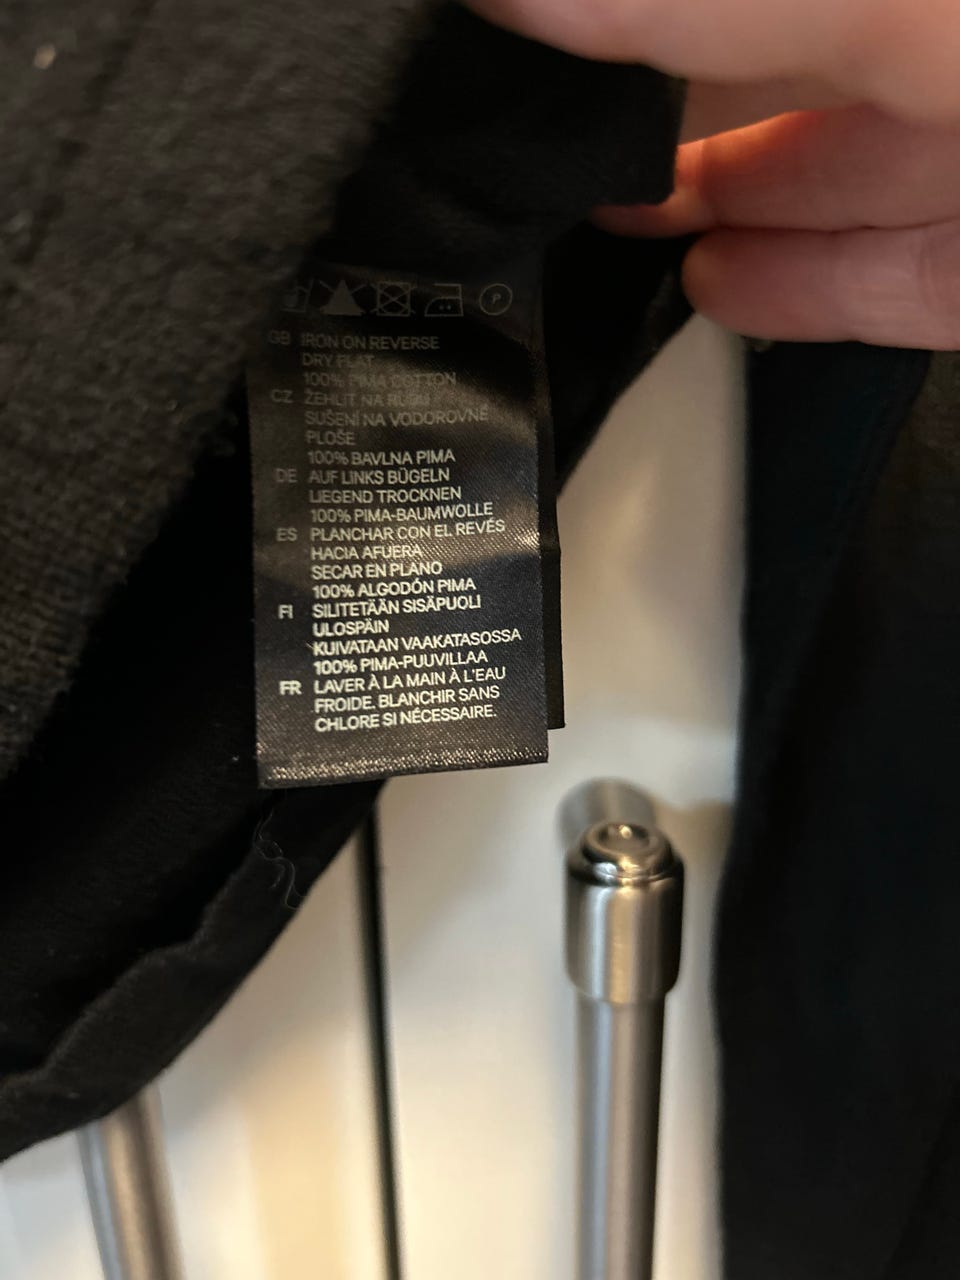 P
GB IRON ON REVERSE
DRY FLAT
100% PIMA COTTON
CZ ŽEHLIT NA RUBU
SUŠENÍ NA VODOROVNÉ
PLOŠE
100% BAVLNA PIMA
DE AUF LINKS BÜGELN
LIEGEND TROCKNEN
100% PIMA-BAUMWOLLE
ES PLANCHAR CON EL REVÉS
HACIA AFUERA
SECAR EN PLANO
100% ALGODÓN PIMA
FI SILITETÄÄN SISÄPUOLI
ULOSPÄIN
KUIVATAAN VAAKATASOSSA
100% PIMA-PUUVILLAA
FR LAVER À LA MAIN À L'EAU
FROIDE. BLANCHIR SANS
CHLORE SI NÉCESSAIRE.